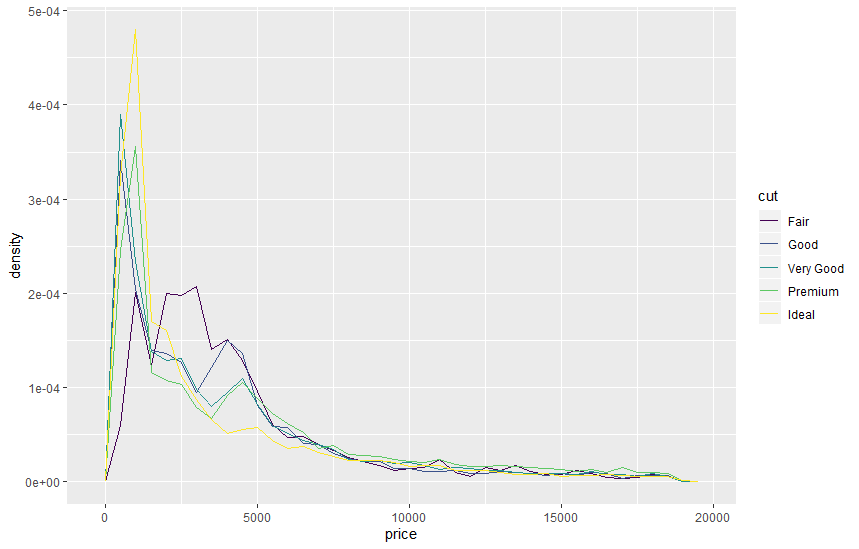 5e-04
4e-04
3e-04
2e-04
1e-04
0e+00
density
0
5000
10000
15000
20000
price
cut
Fair
Good
Very Good
Premium
Ideal